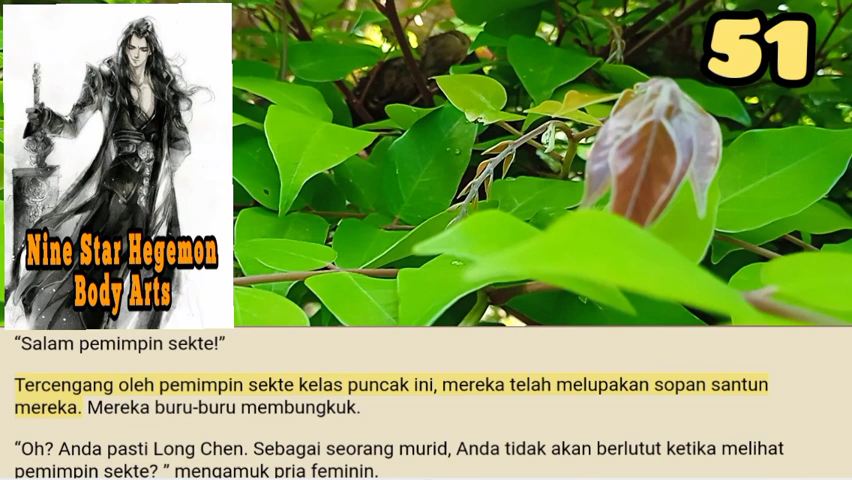 51
Nine Star Hegemon
Body Arts
“Salam pemimpin sekte!”
Tercengang oleh pemimpin sekte kelas puncak ini, mereka telah melupakan sopan santun
mereka. Mereka buru-buru membungkuk.
“Oh? Anda pasti Long Chen. Sebagai seorang murid, Anda tidak akan berlutut ketika melihat
pemimpin sekte? ” mengamuk pria feminin.